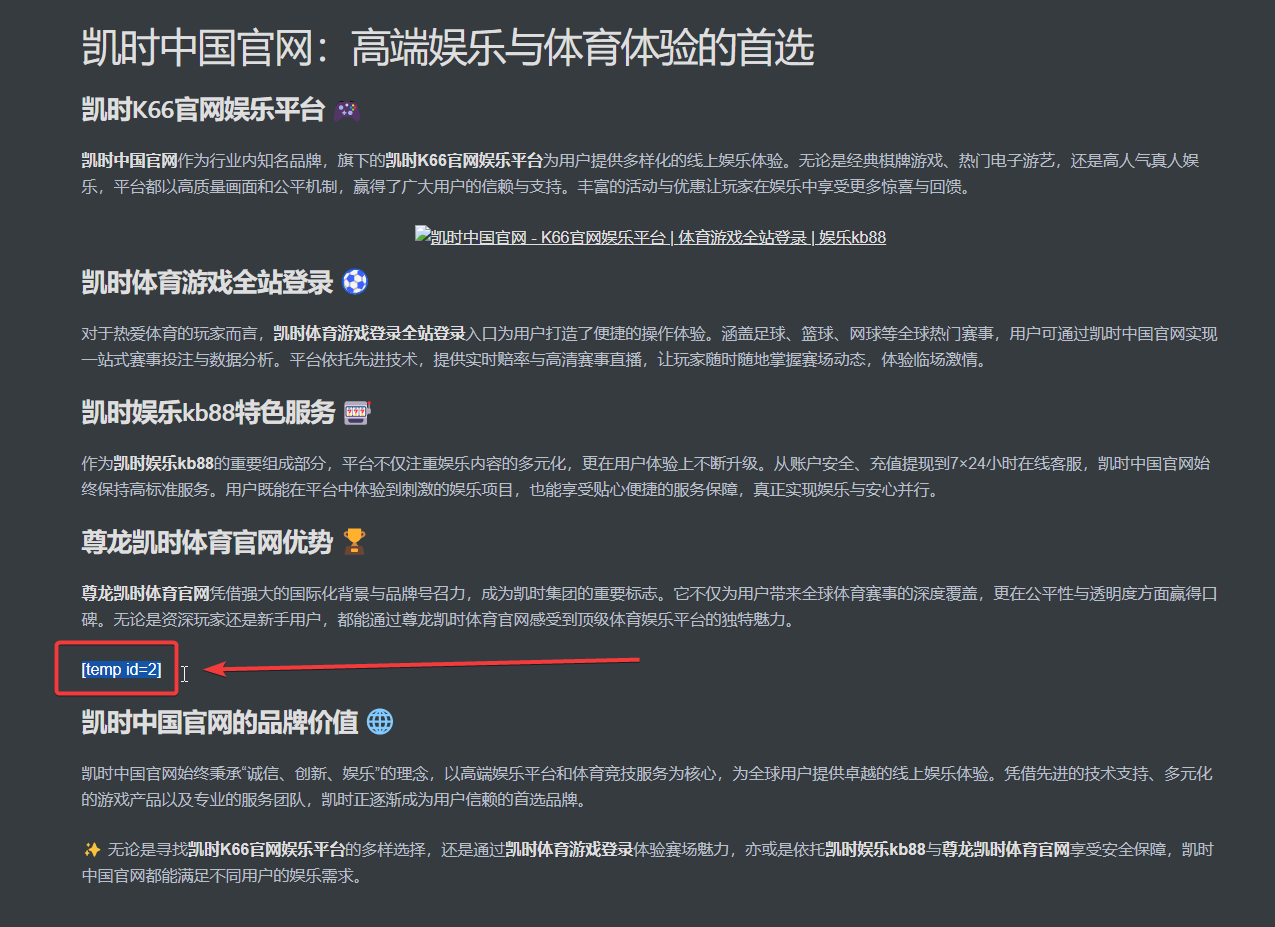 凯时中国官网：高端娱乐与体育体验的首选
凯时K66官网娱乐平台 🎮
凯时中国官网作为行业内知名品牌，旗下的凯时K66官网娱乐平台为用户提供多样化的线上娱乐体验。无论是经典棋牌游戏、热门电子游艺，还是高人气真人娱
乐，平台都以高质量画面和公平机制，赢得了广大用户的信赖与支持。丰富的活动与优惠让玩家在娱乐中享受更多惊喜与回馈。
凯时中国官网 - K66官网娱乐平台 | 体育游戏全站登录 | 娱乐kb88
凯时体育游戏全站登录 ⚽
对于热爱体育的玩家而言，凯时体育游戏登录全站登录入口为用户打造了便捷的操作体验。涵盖足球、篮球、网球等全球热门赛事，用户可通过凯时中国官网实现
一站式赛事投注与数据分析。平台依托先进技术，提供实时赔率与高清赛事直播，让玩家随时随地掌握赛场动态，体验临场激情。
凯时娱乐kb88特色服务 🎰
作为凯时娱乐kb88的重要组成部分，平台不仅注重娱乐内容的多元化，更在用户体验上不断升级。从账户安全、充值提现到7×24小时在线客服，凯时中国官网始
终保持高标准服务。用户既能在平台中体验到刺激的娱乐项目，也能享受贴心便捷的服务保障，真正实现娱乐与安心并行。
尊龙凯时体育官网优势 🏆
尊龙凯时体育官网凭借强大的国际化背景与品牌号召力，成为凯时集团的重要标志。它不仅为用户带来全球体育赛事的深度覆盖，更在公平性与透明度方面赢得口
碑。无论是资深玩家还是新手用户，都能通过尊龙凯时体育官网感受到顶级体育娱乐平台的独特魅力。
[temp id=2]
凯时中国官网的品牌价值 🌐
凯时中国官网始终秉承“诚信、创新、娱乐”的理念，以高端娱乐平台和体育竞技服务为核心，为全球用户提供卓越的线上娱乐体验。凭借先进的技术支持、多元化
的游戏产品以及专业的服务团队，凯时正逐渐成为用户信赖的首选品牌。
✨ 无论是寻找凯时K66官网娱乐平台的多样选择，还是通过凯时体育游戏登录体验赛场魅力，亦或是依托凯时娱乐kb88与尊龙凯时体育官网享受安全保障，凯时
中国官网都能满足不同用户的娱乐需求。